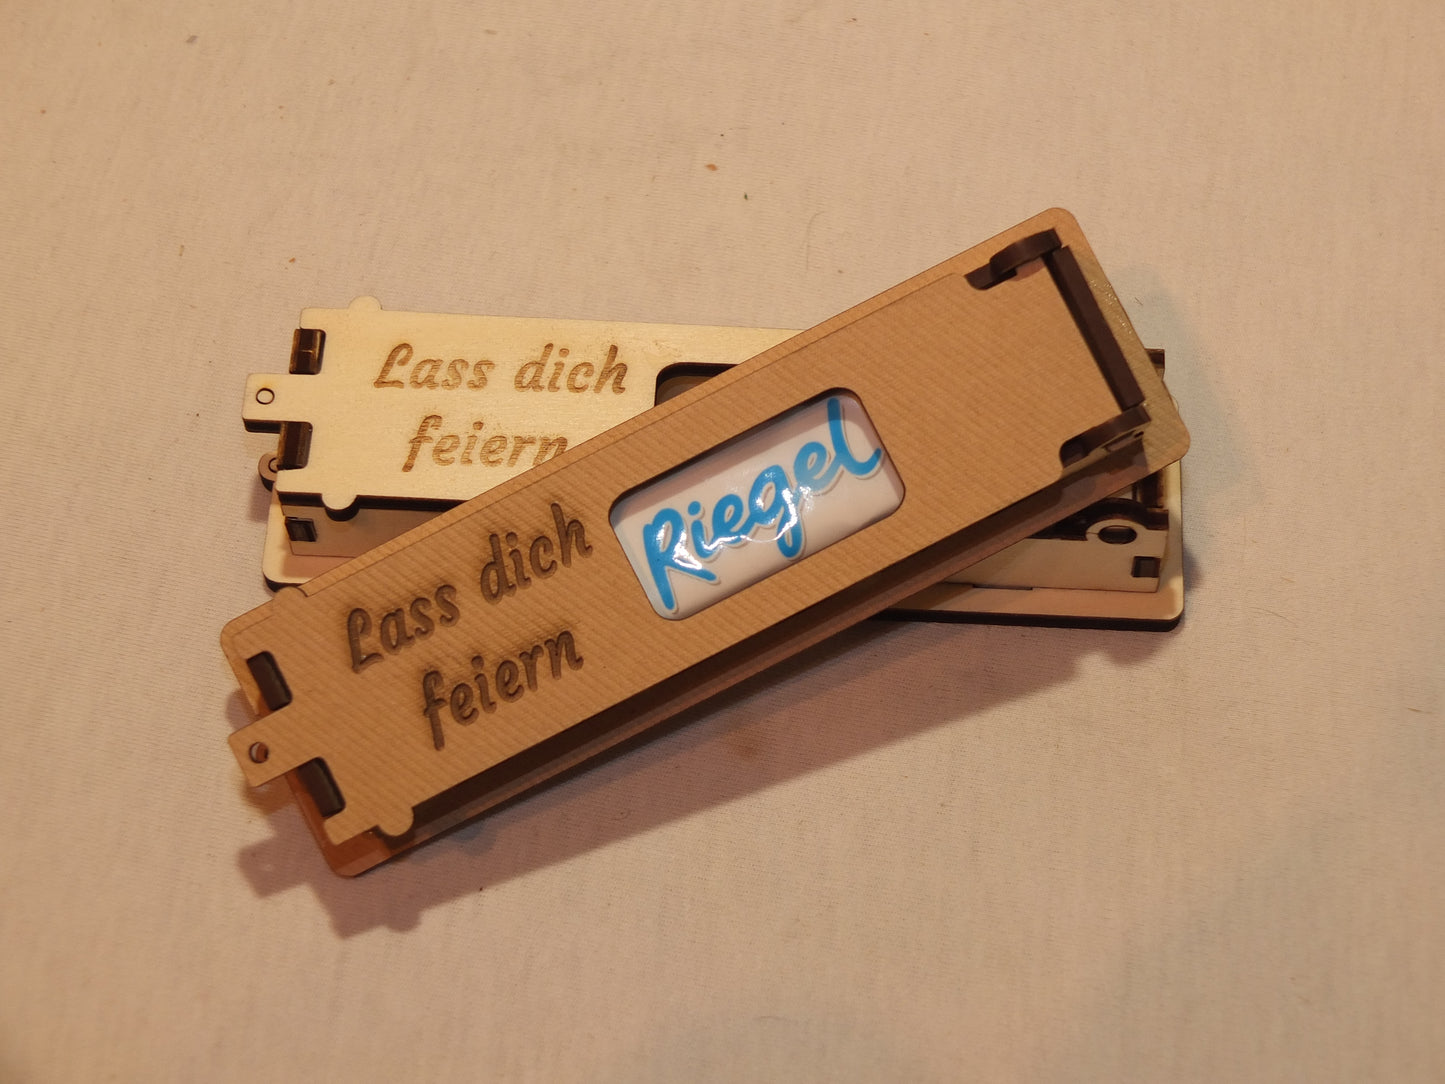 Lass dich
feiern
Lass dich
feiern
Riegel